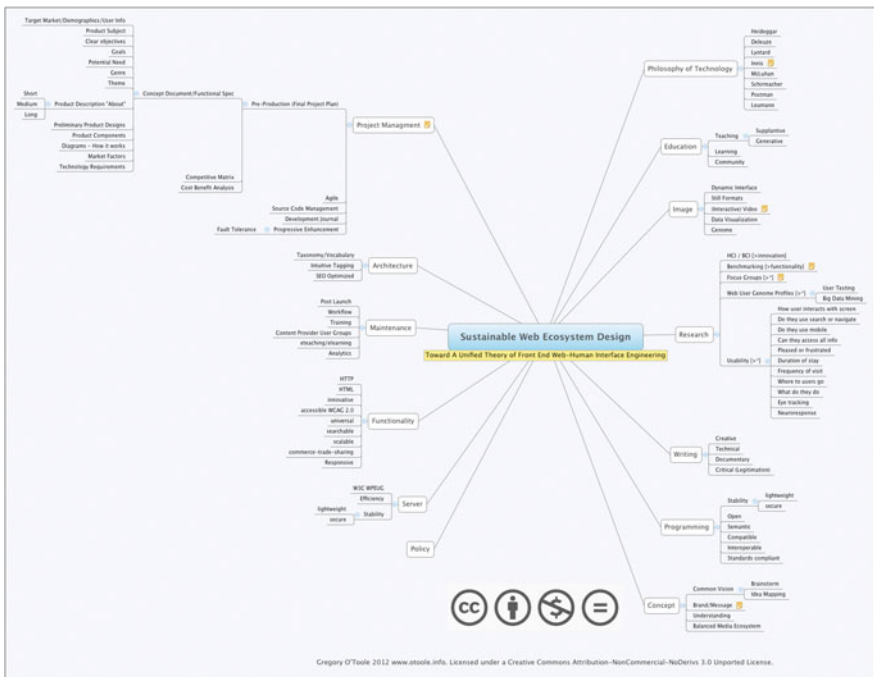 Target Market/Demographics/User Info
Product Subject
Clear objectives
Goals
Potential Need
Genre
Theme
Concept Document/Functional Spec
Pre-Production (Final Project Plan)
Short
Medium
Long
Product Description "About"
Preliminary Product Designs
Product Components
Diagrams - How it works
Market Factors
Technology Requirements
Project Managment
Competitive Matrix
Cost Benefit Analysis
Agile
Source Code Management
Development Journal
Fault Tolerance
Progressive Enhancement
Taxonomy/Vocabulary
Intuitive Tagging
SEO Optimized
Architecture
Post Launch
Workflow
Training
Content Provider User Groups
eteaching/elearning
Analytics
Maintenance
HTTP
HTML
innovative
accessible WCAG 2.0
universal
searchable
scalable
commerce-trade-sharing
Responsive
Functionality
W3C WPEUG
Efficiency
Stability
lightweight
secure
Server
Policy
Sustainable Web Ecosystem Design
Toward A Unified Theory of Front End Web-Human Interface Engineering
Philosophy of Technology
Heideggar
Deleuze
Lyotard
Innis
McLuhan
Schirmacher
Postman
Leumann
Education
Teaching
Supplantive
Generative
Learning
Community
Image
Dynamic Interface
Still Formats
(Interactive) Video
Data Visualization
Genome
Research
HCI / BCI (>innovation)
Benchmarking (>functionality)
Focus Groups (>")
Web User Genome Profiles (>")
User Testing
Big Data Mining
Usability (>")
How user interacts with screen
Do they use search or navigate
Do they use mobile
Can they access all info
Pleased or frustrated
Duration of stay
Frequency of visit
Where to users go
What do they do
Eye tracking
Neuroresponse
Writing
Creative
Technical
Documentary
Critical (Legitimation)
Programming
Stability
lightweight
secure
Open
Semantic
Compatible
Interoperable
Standards compliant
Concept
Common Vision
Brainstorm
Idea Mapping
Brand/Message
Understanding
Balanced Media Ecosystem
cc
Gregory O'Toole 2012 www.otoole.info. Licensed under a Creative Commons Attribution-NonCommercial-NoDerivs 3.0 Unported License.